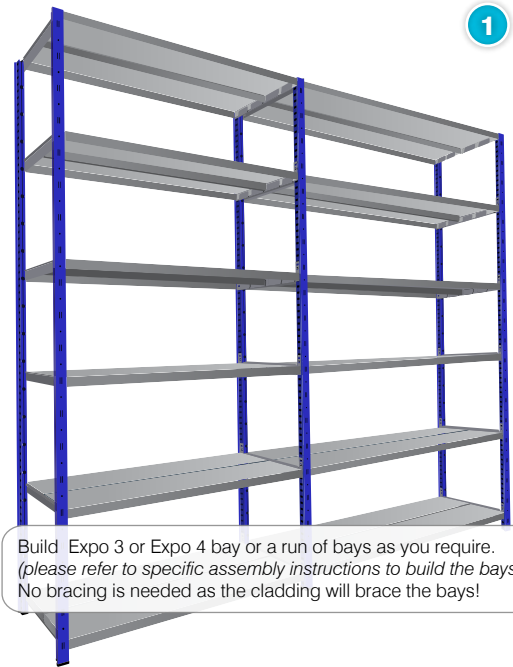 1
Build Expo 3 or Expo 4 bay or a run of bays as you require.
(please refer to specific assembly instructions to build the bays
No bracing is needed as the cladding will brace the bays!